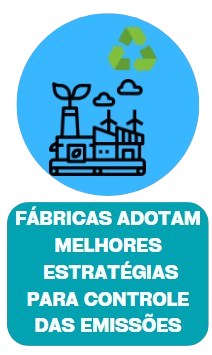 FÁBRICAS ADOTAM
MELHORES
ESTRATÉGIAS
PARA CONTROLE
DAS EMISSÕES